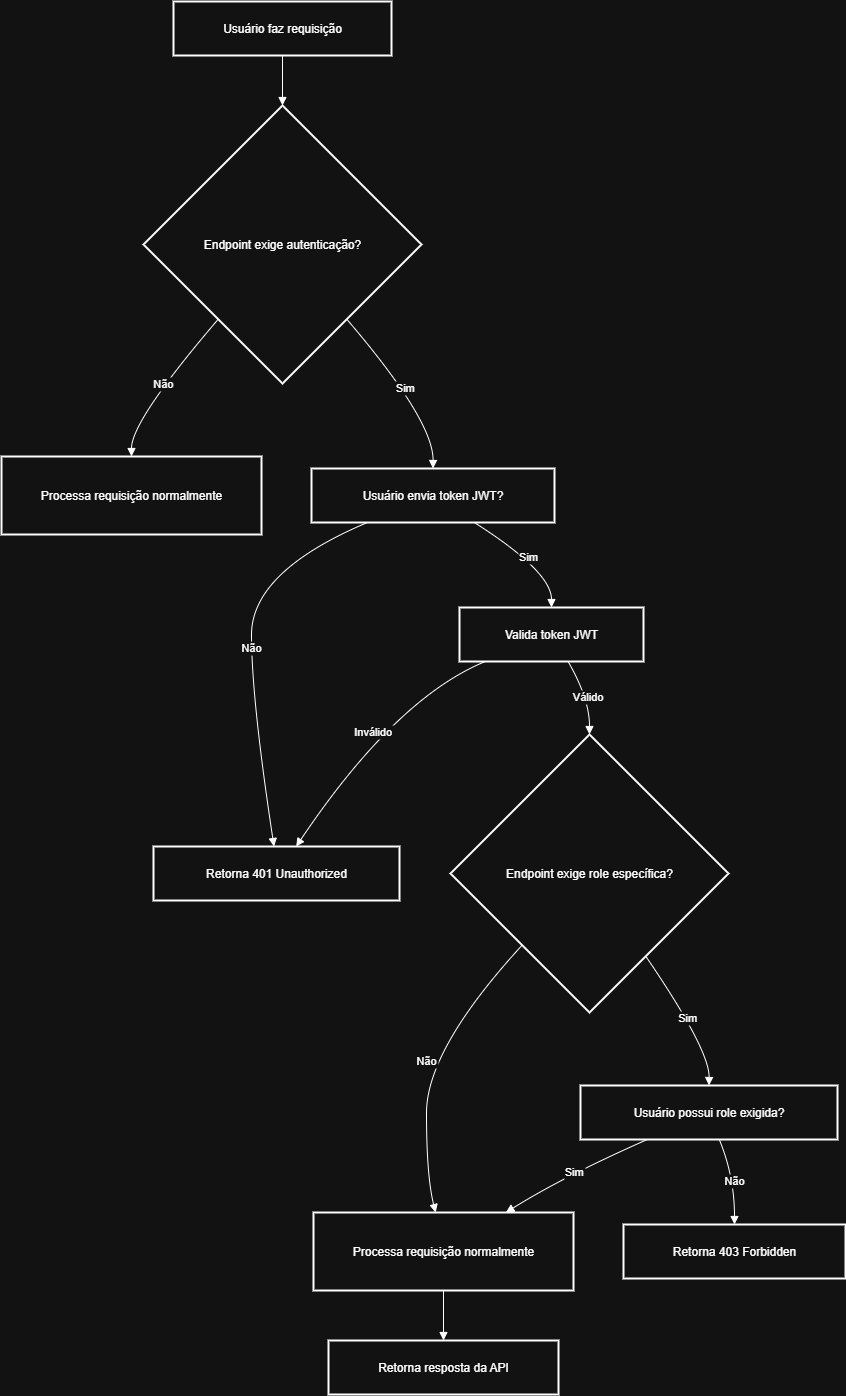 Usuário faz requisição
Endpoint exige autenticação?
Não
Sim
Processa requisição normalmente
Usuário envia token JWT?
Sim
Valida token JWT
Não
Válido
Inválido
Retorna 401 Unauthorized
Endpoint exige role específica?
Sim
Não
Usuário possui role exigida?
Sim
Não
Processa requisição normalmente
Retorna 403 Forbidden
Retorna resposta da API